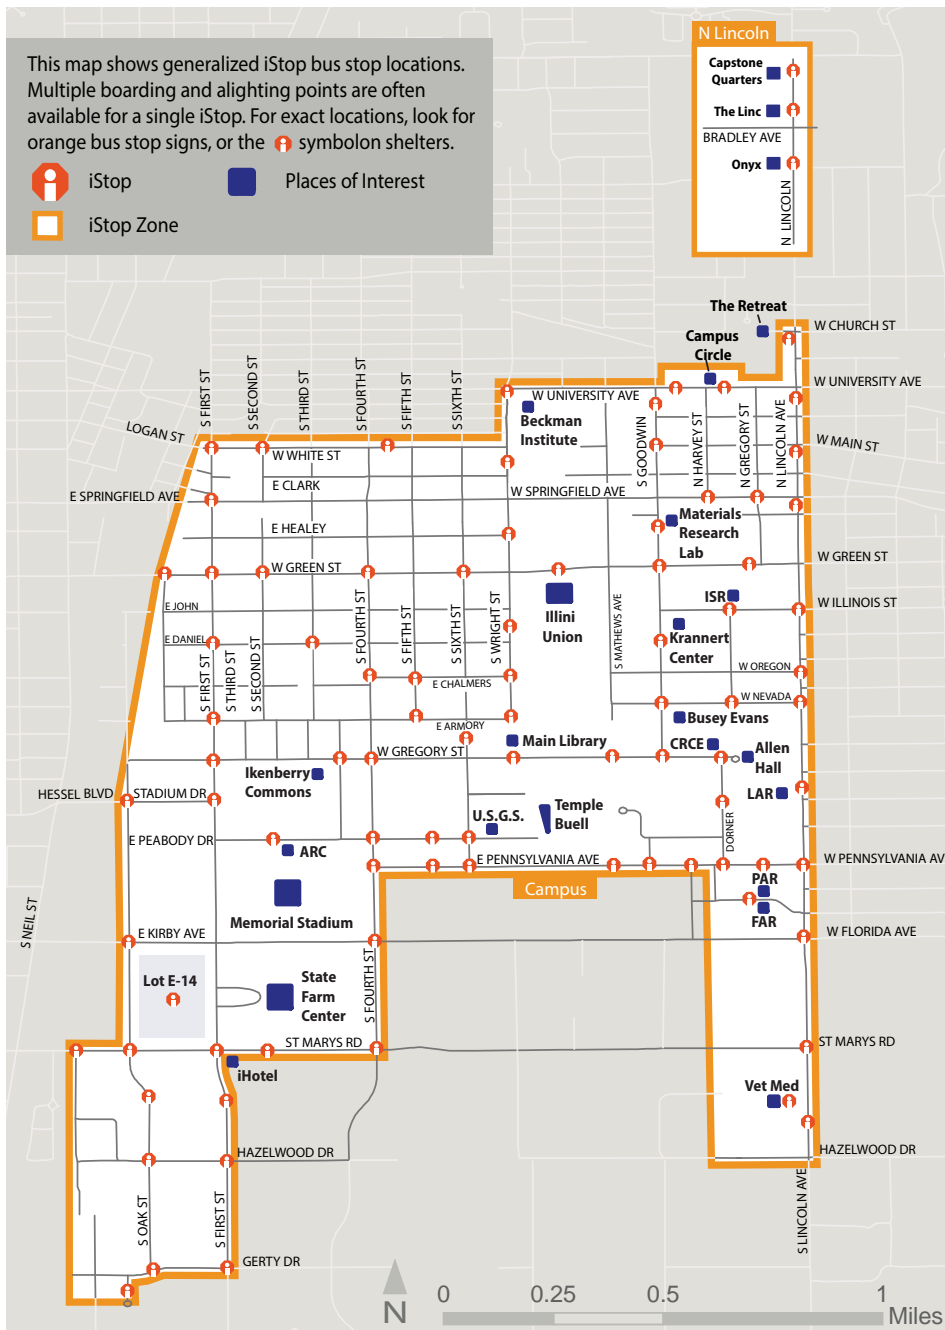 N Lincoln
Capstone
Quarters
The Linc
BRADLEY AVE
Onyx
N LINCOLN
This map shows generalized iStop bus stop locations.
Multiple boarding and alighting points are often
available for a single iStop. For exact locations, look for
orange bus stop signs, or the symbolon shelters.
iStop
Places of Interest
iStop Zone
The Retreat
W CHURCH ST
Campus
Circle
W UNIVERSITY AVE
W UNIVERSITY AVE
S FIRST ST
S SECOND ST
S THIRD ST
S FOURTH ST
S FIFTH ST
S SIXTH ST
Beckman
Institute
S GOODWIN
N HARVEY ST
N GREGORY ST
N LINCOLN AVE
LOGAN ST
W MAIN ST
W WHITE ST
E CLARK
E SPRINGFIELD AVE
W SPRINGFIELD AVE
Materials
Research
Lab
E HEALEY
W GREEN ST
W GREEN ST
ISR
E JOHN
Illini
Union
W ILLINOIS ST
S FOURTH ST
S FIFTH ST
S SIXTH ST
S WRIGHT ST
S MATHEWS AVE
Krannert
Center
E DANIEL
S FIRST ST
S THIRD ST
S SECOND ST
W OREGON
E CHALMERS
W NEVADA
Busey Evans
E ARMORY
Main Library
CRCE
Allen
Hall
W GREGORY ST
Ikenberry
Commons
HESSEL BLVD
STADIUM DR
LAR
U.S.G.S.
Temple
Buell
DORNER
E PEABODY DR
ARC
E PENNSYLVANIA AVE
W PENNSYLVANIA AV
PAR
Campus
FAR
Memorial Stadium
S NEIL ST
E KIRBY AVE
W FLORIDA AVE
Lot E-14
State
Farm
Center
S FOURTH ST
ST MARYS RD
ST MARYS RD
iHotel
Vet Med
HAZELWOOD DR
HAZELWOOD DR
S OAK ST
S FIRST ST
S LINCOLN AVE
GERTY DR
N
0
0.25
0.5
1
Miles